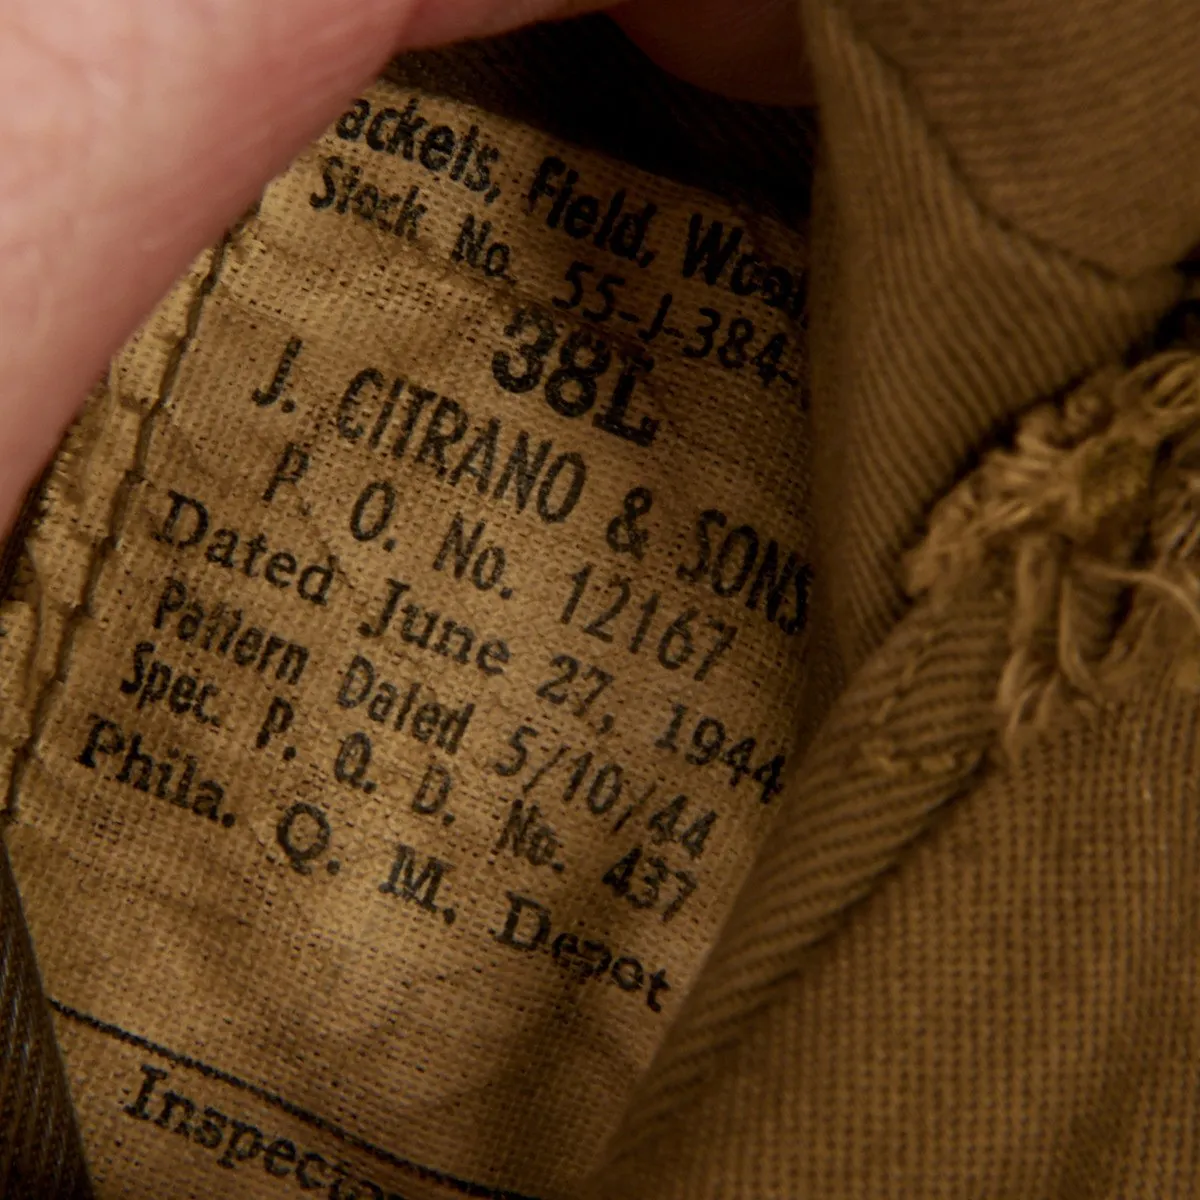 ackets, Field, Woo
Stock No. 55-J-384-
38L
J. CITRANO & SONS
P. O. No. 12167
Dated June 27, 1944
Pattern Dated 5/10/44
Spec. P. Q. D. No. 437
Phila. Q. M. Depot
Inspecto